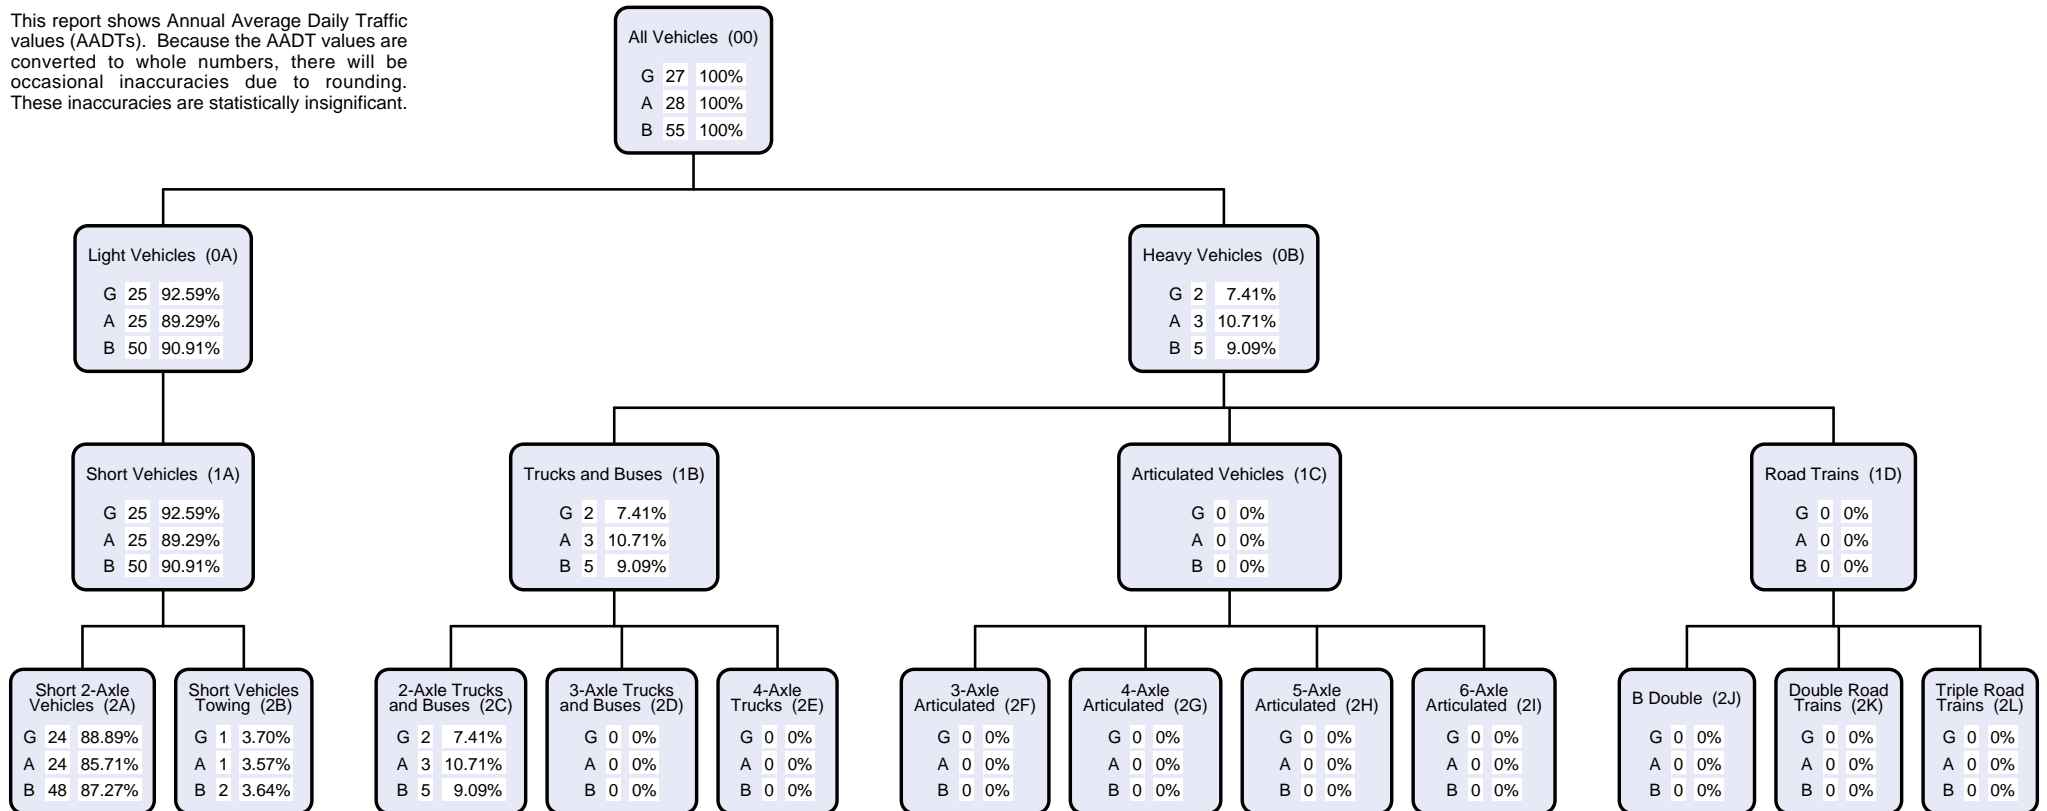 This report shows Annual Average Daily Traffic
values (AADTs). Because the AADT values are
converted to whole numbers, there will be
occasional inaccuracies due to rounding.
These inaccuracies are statistically insignificant.
All Vehicles (00)
G 27 100%
A 28 100%
B 55 100%
Light Vehicles (0A)
G 25 92.59%
A 25 89.29%
B 50 90.91%
Heavy Vehicles (0B)
G 2 7.41%
A 3 10.71%
B 5 9.09%
Short Vehicles (1A)
G 25 92.59%
A 25 89.29%
B 50 90.91%
Trucks and Buses (1B)
G 2 7.41%
A 3 10.71%
B 5 9.09%
Articulated Vehicles (1C)
G 0 0%
A 0 0%
B 0 0%
Road Trains (1D)
G 0 0%
A 0 0%
B 0 0%
Short 2-Axle
Vehicles (2A)
G 24 88.89%
A 24 85.71%
B 48 87.27%
Short Vehicles
Towing (2B)
G 1 3.70%
A 1 3.57%
B 2 3.64%
2-Axle Trucks
and Buses (2C)
G 2 7.41%
A 3 10.71%
B 5 9.09%
3-Axle Trucks
and Buses (2D)
G 0 0%
A 0 0%
B 0 0%
4-Axle
Trucks (2E)
G 0 0%
A 0 0%
B 0 0%
3-Axle
Articulated (2F)
G 0 0%
A 0 0%
B 0 0%
4-Axle
Articulated (2G)
G 0 0%
A 0 0%
B 0 0%
5-Axle
Articulated (2H)
G 0 0%
A 0 0%
B 0 0%
6-Axle
Articulated (2I)
G 0 0%
A 0 0%
B 0 0%
B Double (2J)
G 0 0%
A 0 0%
B 0 0%
Double Road
Trains (2K)
G 0 0%
A 0 0%
B 0 0%
Triple Road
Trains (2L)
G 0 0%
A 0 0%
B 0 0%